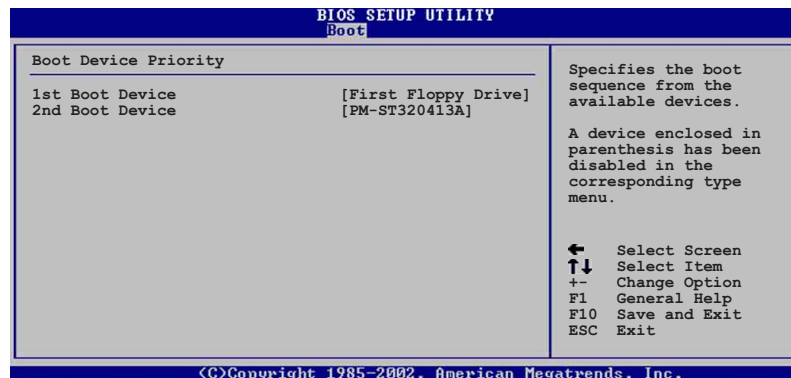 BIOS SETUP UTILITY
Boot
Boot Device Priority
1st Boot Device [First Floppy Drive]
2nd Boot Device [PM-ST320413A]
Specifies the boot
sequence from the
available devices.
A device enclosed in
parenthesis has been
disabled in the
corresponding type
menu.
← Select Screen
↑↓ Select Item
+- Change Option
F1 General Help
F10 Save and Exit
ESC Exit
(C)Copyright 1985-2002, American Megatrends, Inc.